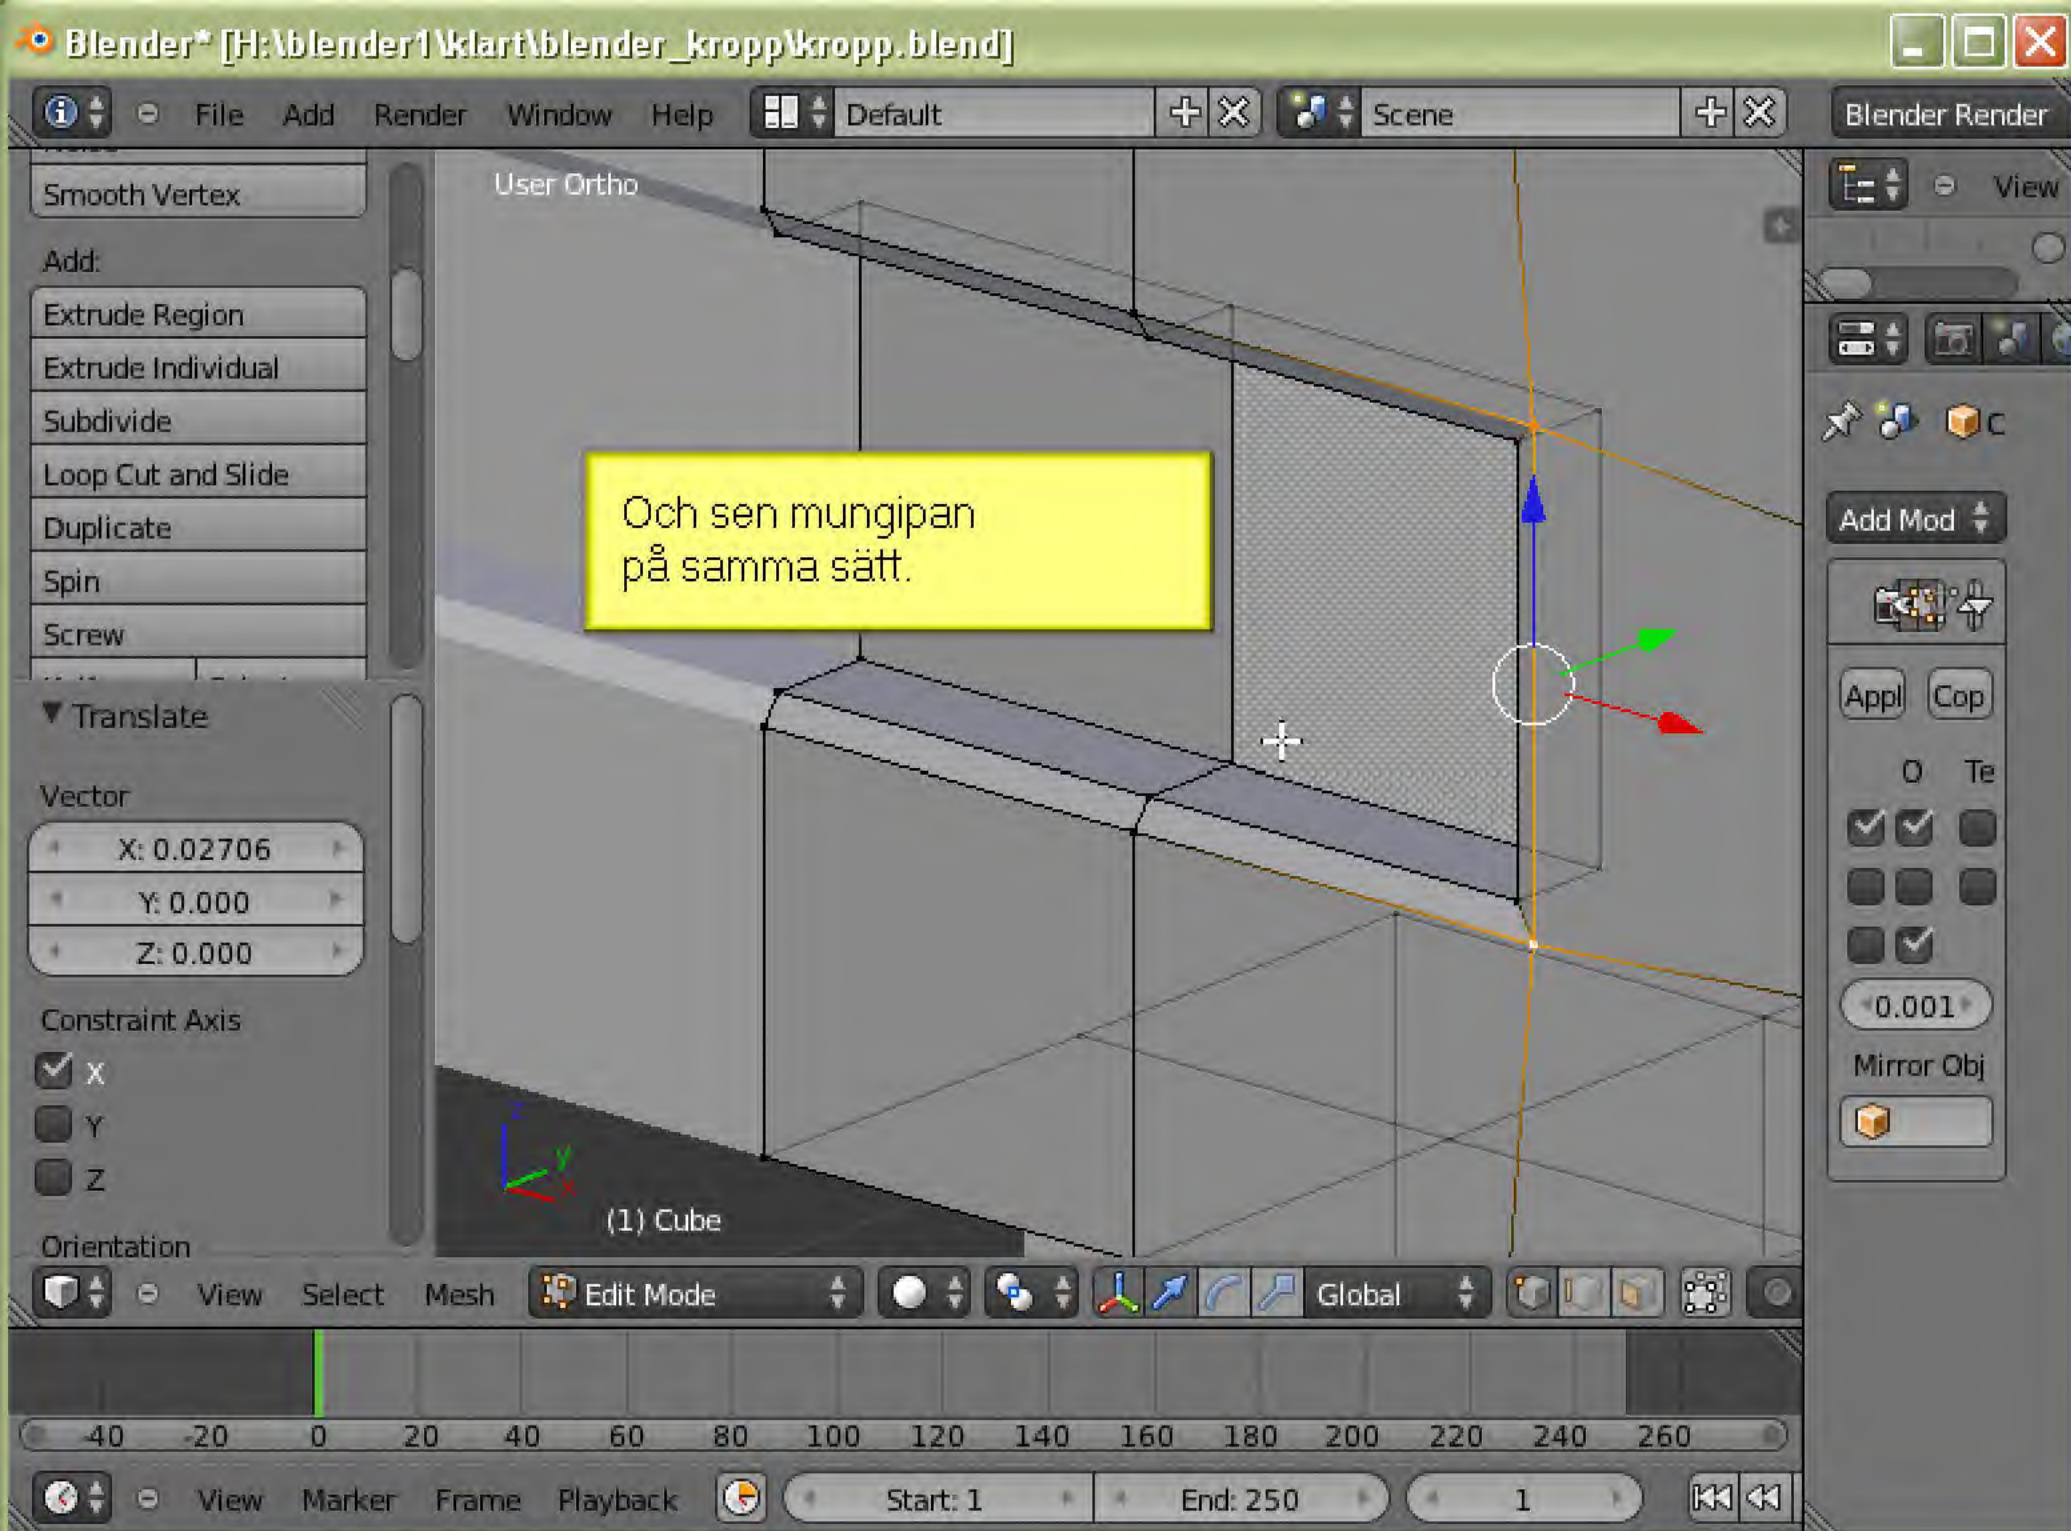 Blender* [H:\blender1\klart\blender_kropp\kropp.blend]
File Add Render Window Help Default Scene Blender Render
Smooth Vertex
Add:
Extrude Region
Extrude Individual
Subdivide
Loop Cut and Slide
Duplicate
Spin
Screw
Translate
Vector
X: 0.02706
Y: 0.000
Z: 0.000
Constraint Axis
X
Y
Z
Orientation
User Ortho
Och sen mungipan
på samma sätt.
z
y
x
(1) Cube
View
C
Add Mod
Appl Cop
O Te
0.001
Mirror Obj
View Select Mesh Edit Mode Global
-40 -20 0 20 40 60 80 100 120 140 160 180 200 220 240 260
View Marker Frame Playback Start: 1 End: 250 1